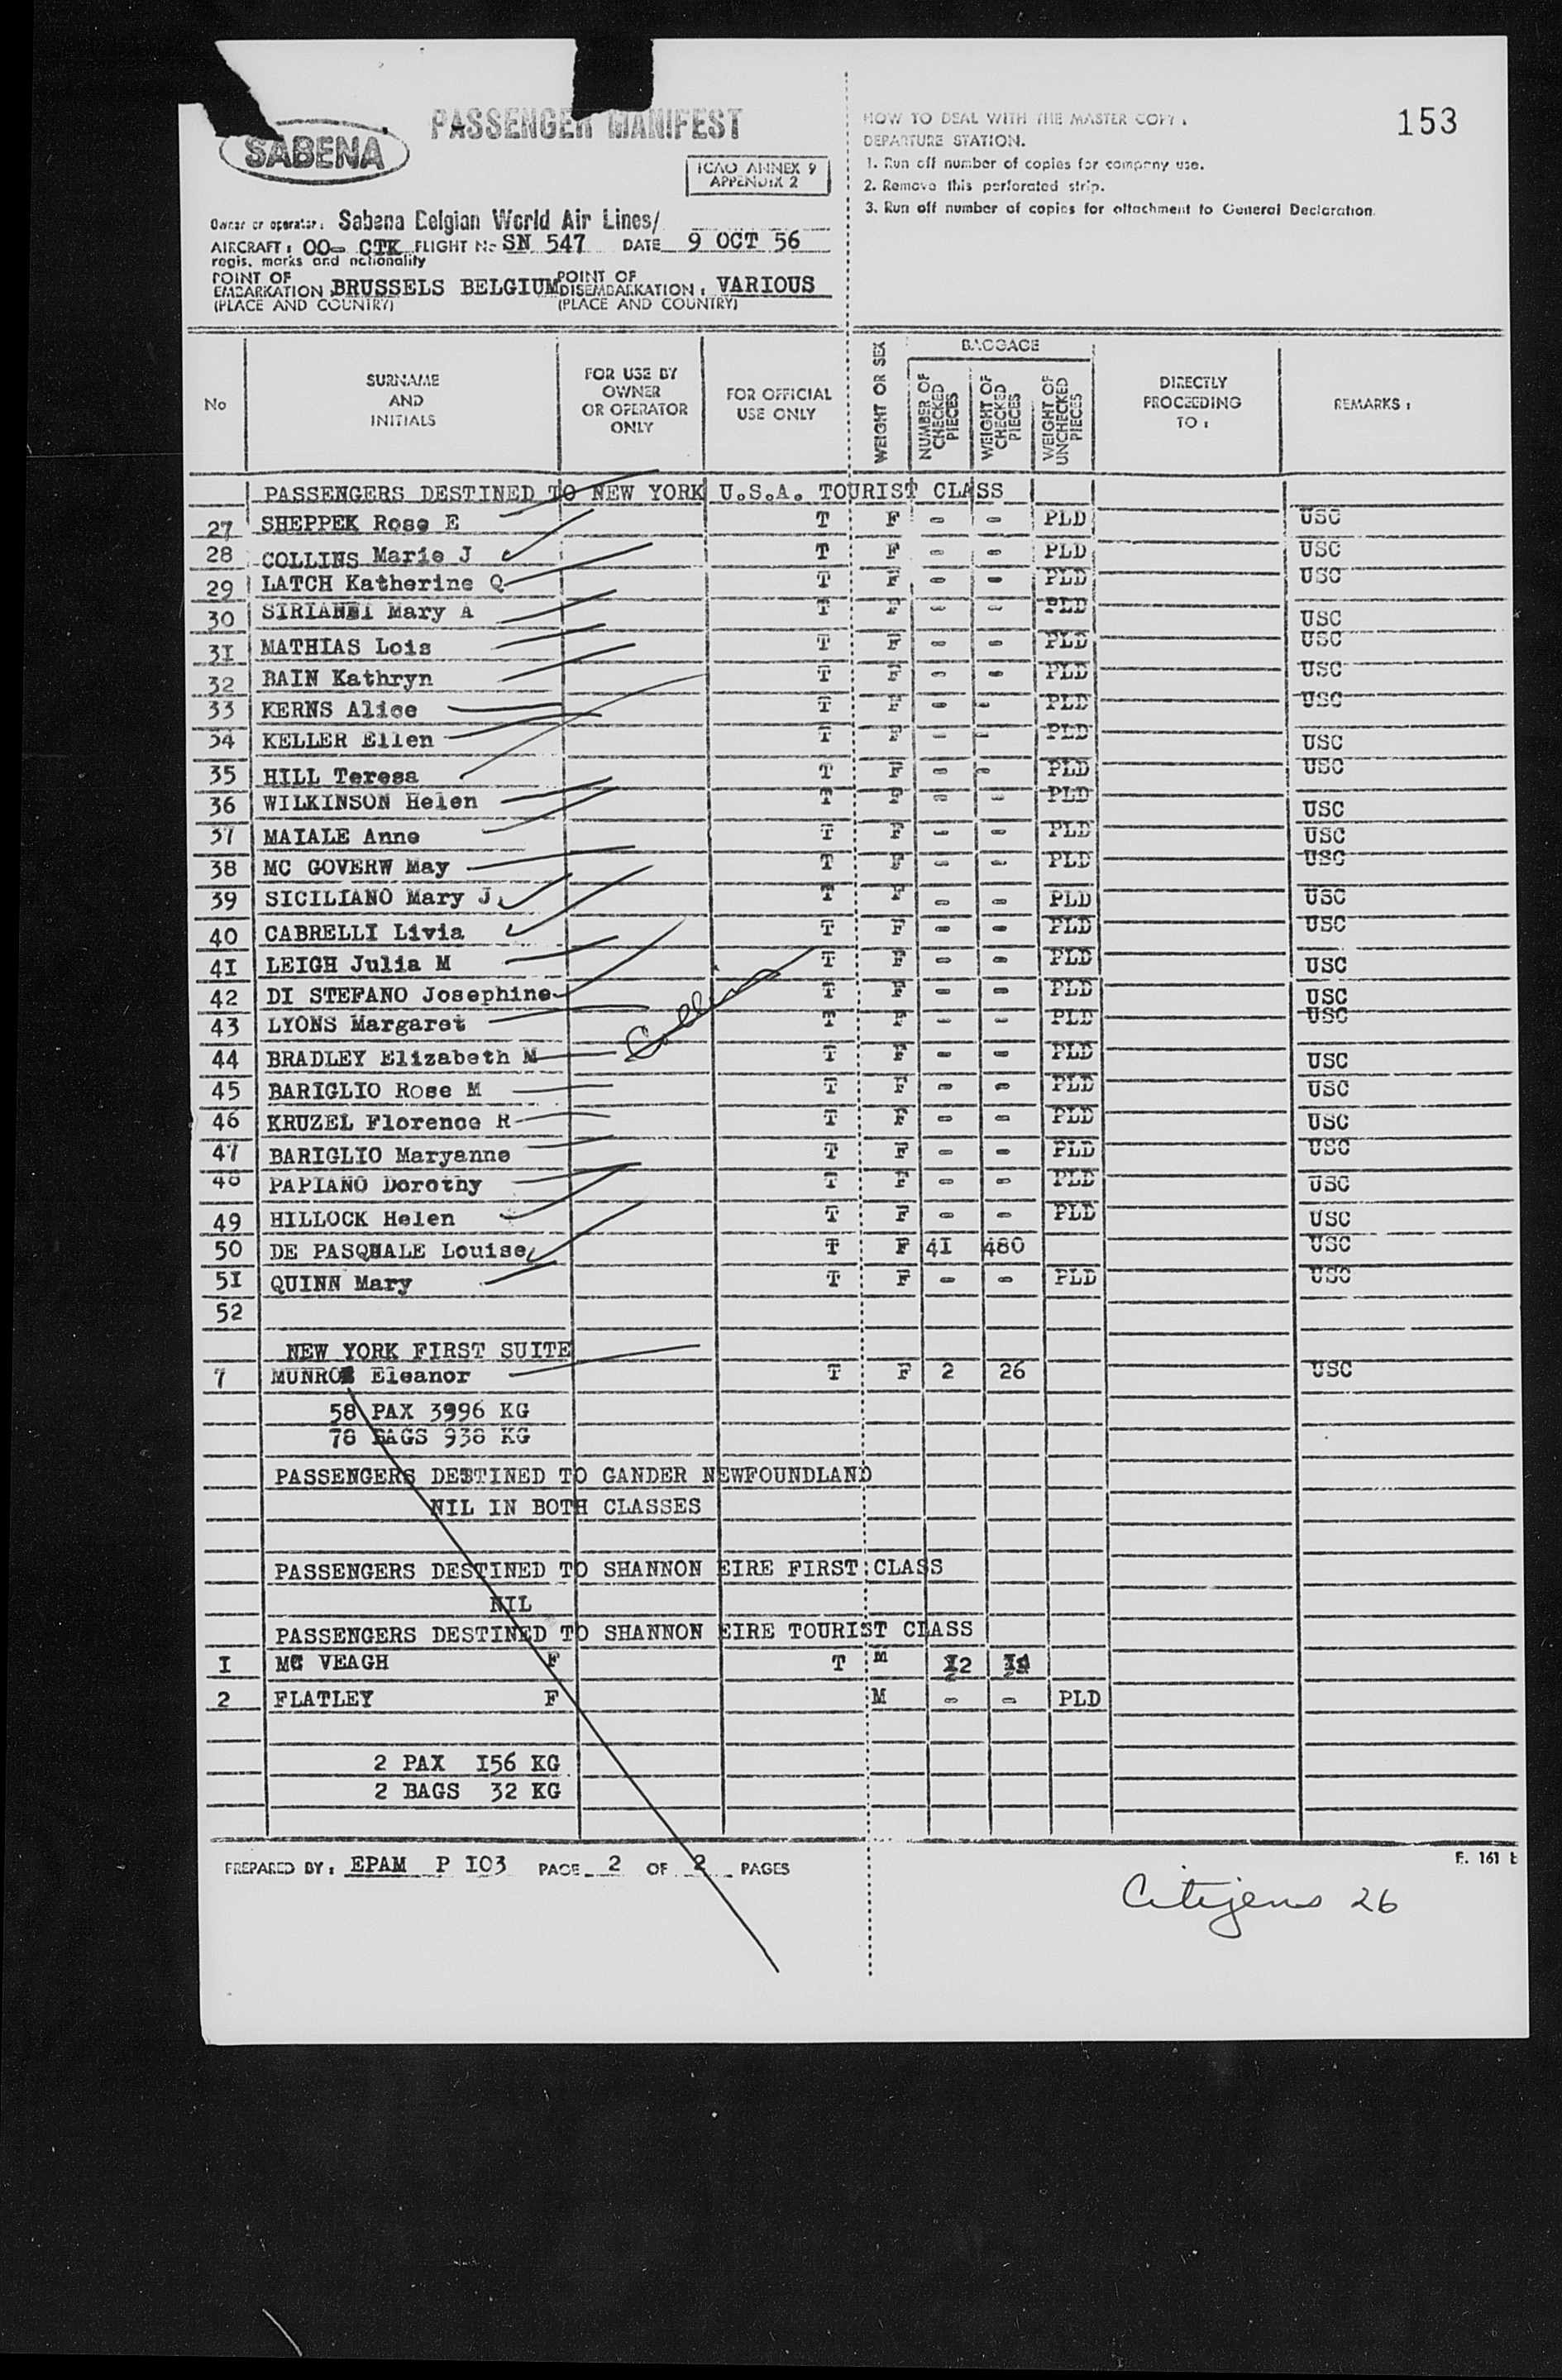 153
SABENA
PASSENGER MANIFEST
ICAO ANNEX 9
APPENDIX 2
HOW TO DEAL WITH THE MASTER COPY :
DEPARTURE STATION.
1. Run off number of copies for company use.
2. Remove this perforated strip.
3. Run off number of copies for attachment to General Declaration.
Owner or operator: Sabena Belgian World Air Lines/
AIRCRAFT: OO- CTK FLIGHT No SN 547 DATE 9 OCT 56
regis. marks and nationality
POINT OF EMBARKATION BRUSSELS BELGIUM POINT OF DISEMBARKATION: VARIOUS
(PLACE AND COUNTRY) (PLACE AND COUNTRY)
No SURNAME AND INITIALS FOR USE BY OWNER OR OPERATOR ONLY FOR OFFICIAL USE ONLY WEIGHT OR SEX BAGGAGE NUMBER OF CHECKED PIECES WEIGHT OF CHECKED PIECES WEIGHT OF UNCHECKED PIECES DIRECTLY PROCEEDING TO : REMARKS :
PASSENGERS DESTINED TO NEW YORK U.S.A. TOURIST CLASS
27 SHEPPEK Rose E T F - - PLD USC
28 COLLINS Marie J T F - - PLD USC
29 LATCH Katherine Q T F - - PLD USC
30 SIRIANNI Mary A T F - - PLD USC
3I MATHIAS Lois T F - - PLD USC
32 BAIN Kathryn T F - - PLD USC
33 KERNS Alice T F - - PLD USC
34 KELLER Ellen T F - - PLD USC
35 HILL Teresa T F - - PLD USC
36 WILKINSON Helen T F - - PLD USC
37 MAIALE Anne T F - - PLD USC
38 MC GOVERW May T F - - PLD USC
39 SICILIANO Mary J. T F - - PLD USC
40 CABRELLI Livia T F - - PLD USC
4I LEIGH Julia M T F - - PLD USC
42 DI STEFANO Josephine T F - - PLD USC
43 LYONS Margaret T F - - PLD USC
Collins
44 BRADLEY Elizabeth M T F - - PLD USC
45 BARIGLIO Rose M T F - - PLD USC
46 KRUZEL Florence R T F - - PLD USC
47 BARIGLIO Maryanne T F - - PLD USC
48 PAPIANO Dorothy T F - - PLD USC
49 HILLOCK Helen T F - - PLD USC
50 DE PASQUALE Louise T F 4I 480 USC
5I QUINN Mary T F - - PLD USC
52
NEW YORK FIRST SUITE
7 MUNROE Eleanor T F 2 26 USC
58 PAX 3996 KG
78 BAGS 938 KG
PASSENGERS DESTINED TO GANDER NEWFOUNDLAND
NIL IN BOTH CLASSES
PASSENGERS DESTINED TO SHANNON EIRE FIRST CLASS
NIL
PASSENGERS DESTINED TO SHANNON EIRE TOURIST CLASS
I MC VEAGH F T M 2
2 FLATLEY F M - - PLD
2 PAX I56 KG
2 BAGS 32 KG
PREPARED BY: EPAM P I03 PAGE 2 OF 2 PAGES
F. 161 b
Citizens 26